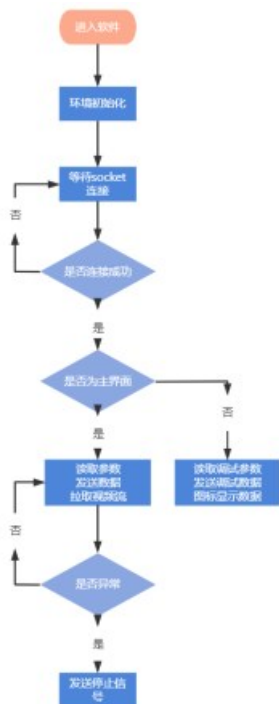 进入软件
环境初始化
等待socket
连接
否
是否连接成功
是
是否为主界面
否
是
读取参数
发送数据
拉取视频流
读取调试参数
发送调试数据
图标显示数据
否
是否异常
是
发送停止信
号